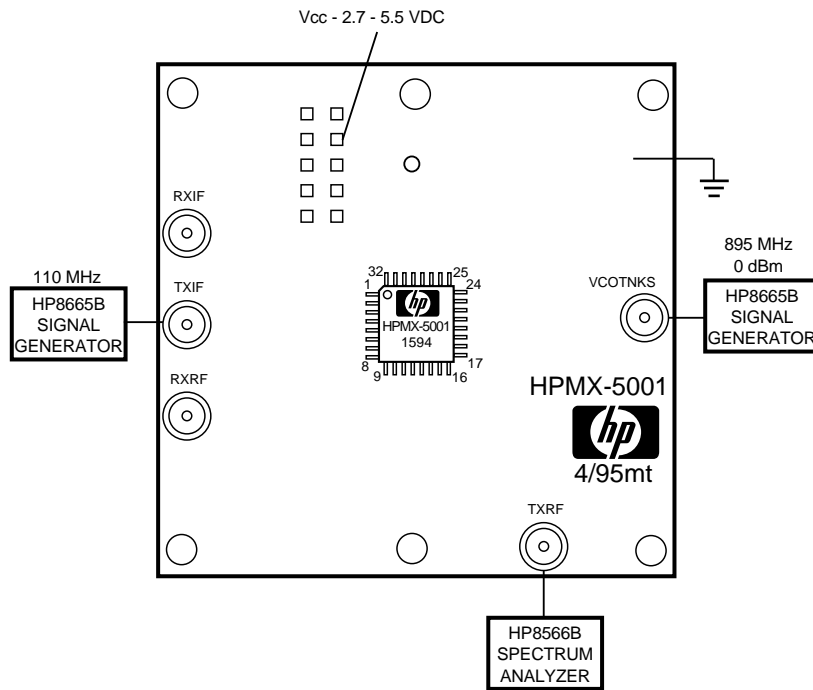 Vcc - 2.7 - 5.5 VDC
RXIF
110 MHz
TXIF
HP8665B
SIGNAL
GENERATOR
RXRF
32
25
1
24
hp
HPMX-5001
1594
8
17
9
16
VCOTNKS
895 MHz
0 dBm
HP8665B
SIGNAL
GENERATOR
HPMX-5001
hp
4/95mt
TXRF
HP8566B
SPECTRUM
ANALYZER